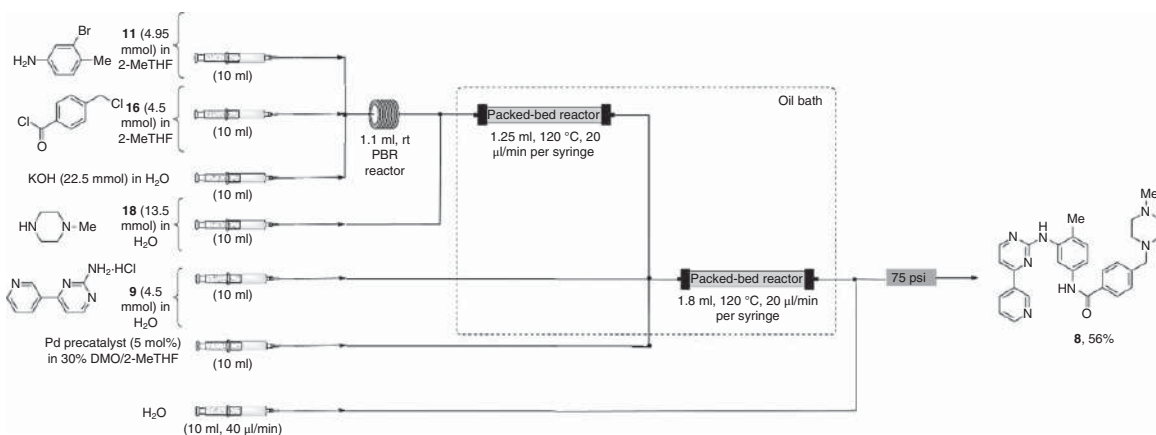 Br
H₂N
Me
11 (4.95
mmol) in
2-MeTHF
(10 ml)
Cl
Cl
O
16 (4.5
mmol) in
2-MeTHF
(10 ml)
KOH (22.5 mmol) in H₂O
(10 ml)
HN
N–Me
18 (13.5
mmol) in
H₂O
(10 ml)
NH₂·HCl
N
N
N
9 (4.5
mmol) in
H₂O
(10 ml)
Pd precatalyst (5 mol%)
in 30% DMO/2-MeTHF
(10 ml)
H₂O
(10 ml, 40 µl/min)
1.1 ml, rt
PBR
reactor
Oil bath
Packed-bed reactor
1.25 ml, 120 °C, 20
µl/min per syringe
Packed-bed reactor
1.8 ml, 120 °C, 20 µl/min
per syringe
75 psi
Me
N
N
Me
H
N
N
N
N
HN
O
8, 56%